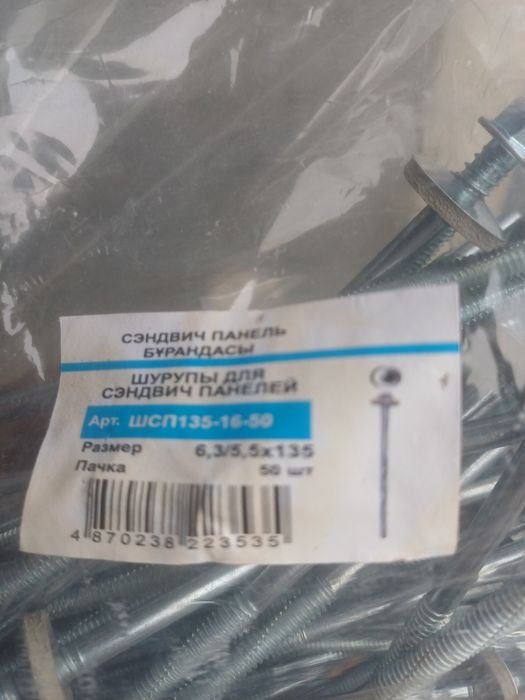 СЭНДВИЧ ПАНЕЛЬ
БҰРАНДАСЫ
ШУРУПЫ ДЛЯ
СЭНДВИЧ ПАНЕЛЕЙ
Арт. ШСП135-16-50
Размер 6,3/5,5х135
Пачка 50 шт
4 870238 223535